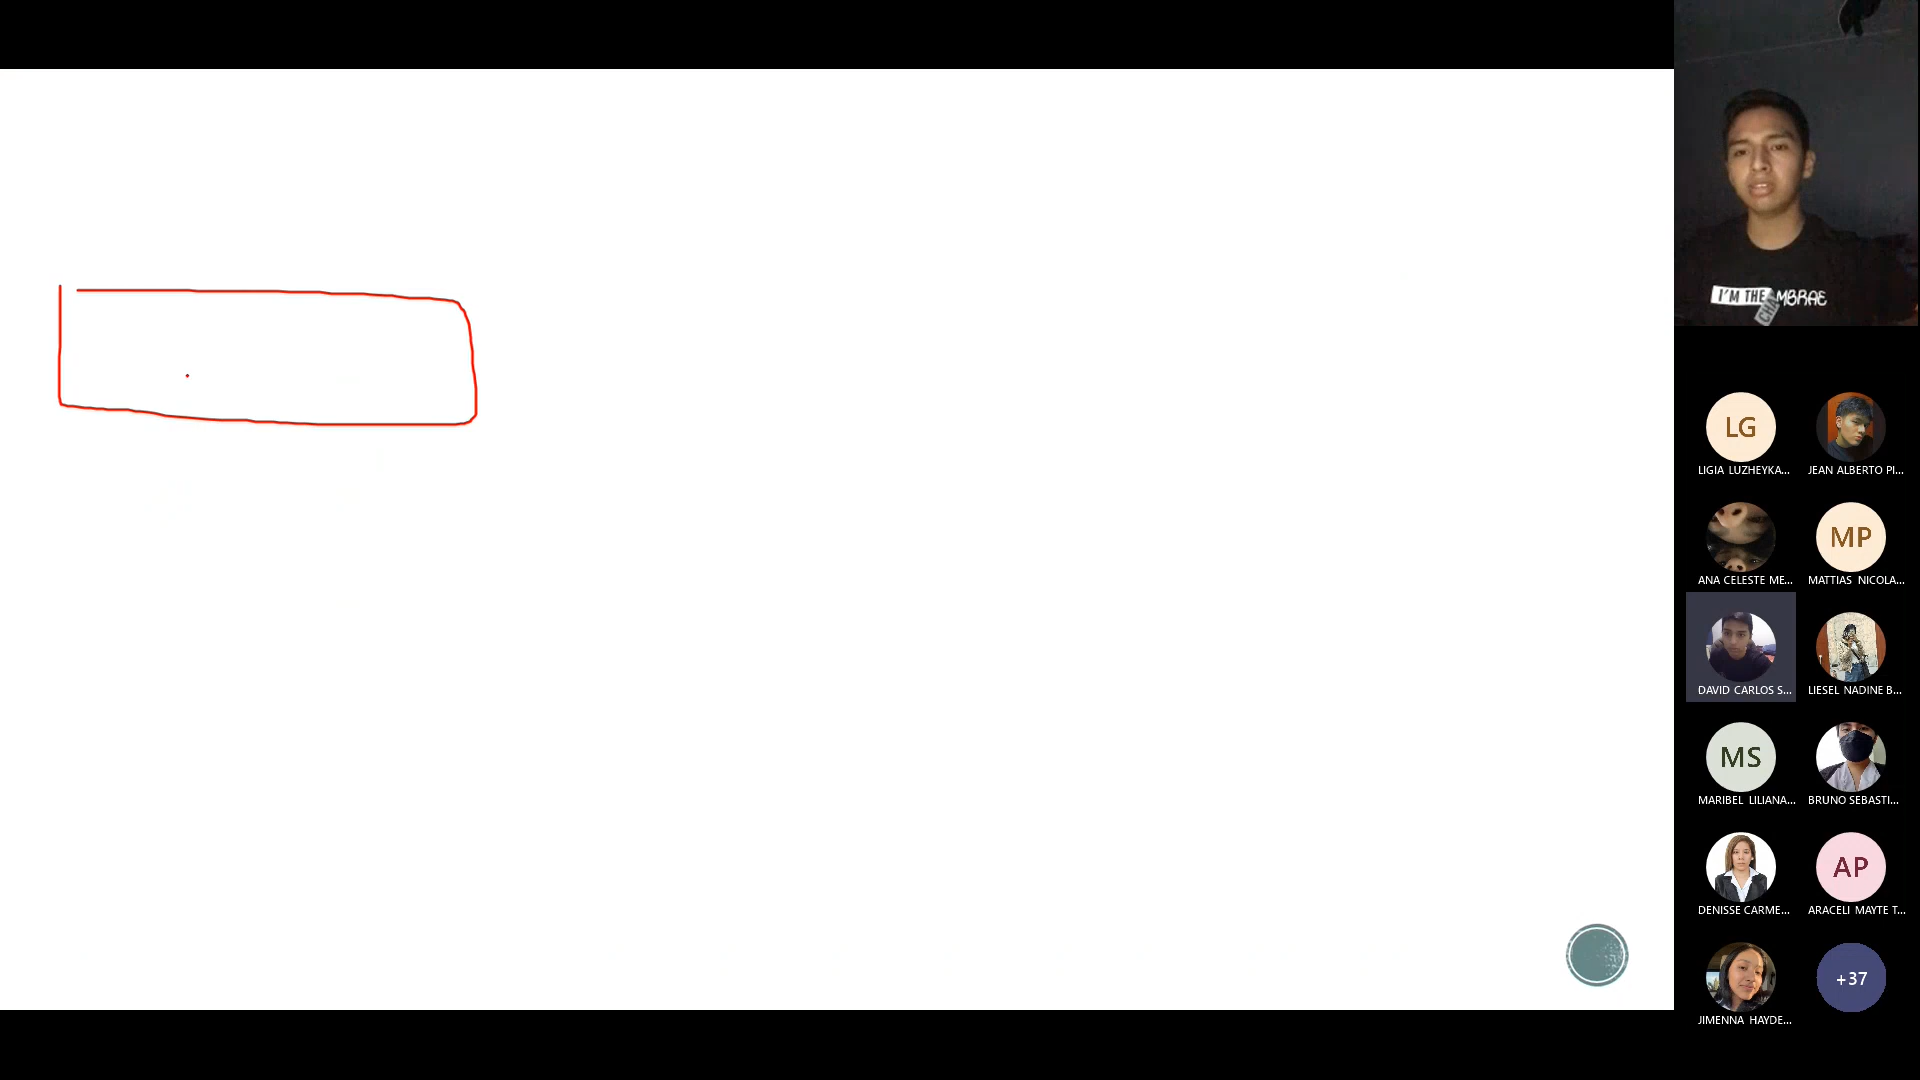 I'M THE
CHA
MBRAE
LG
LIGIA LUZHEYKA...
JEAN ALBERTO PI...
ANA CELESTE ME...
MP
MATTIAS NICOLA...
DAVID CARLOS S...
LIESEL NADINE B...
MS
MARIBEL LILIANA...
BRUNO SEBASTI...
DENISSE CARME...
AP
ARACELI MAYTE T...
JIMENNA HAYDE...
+37